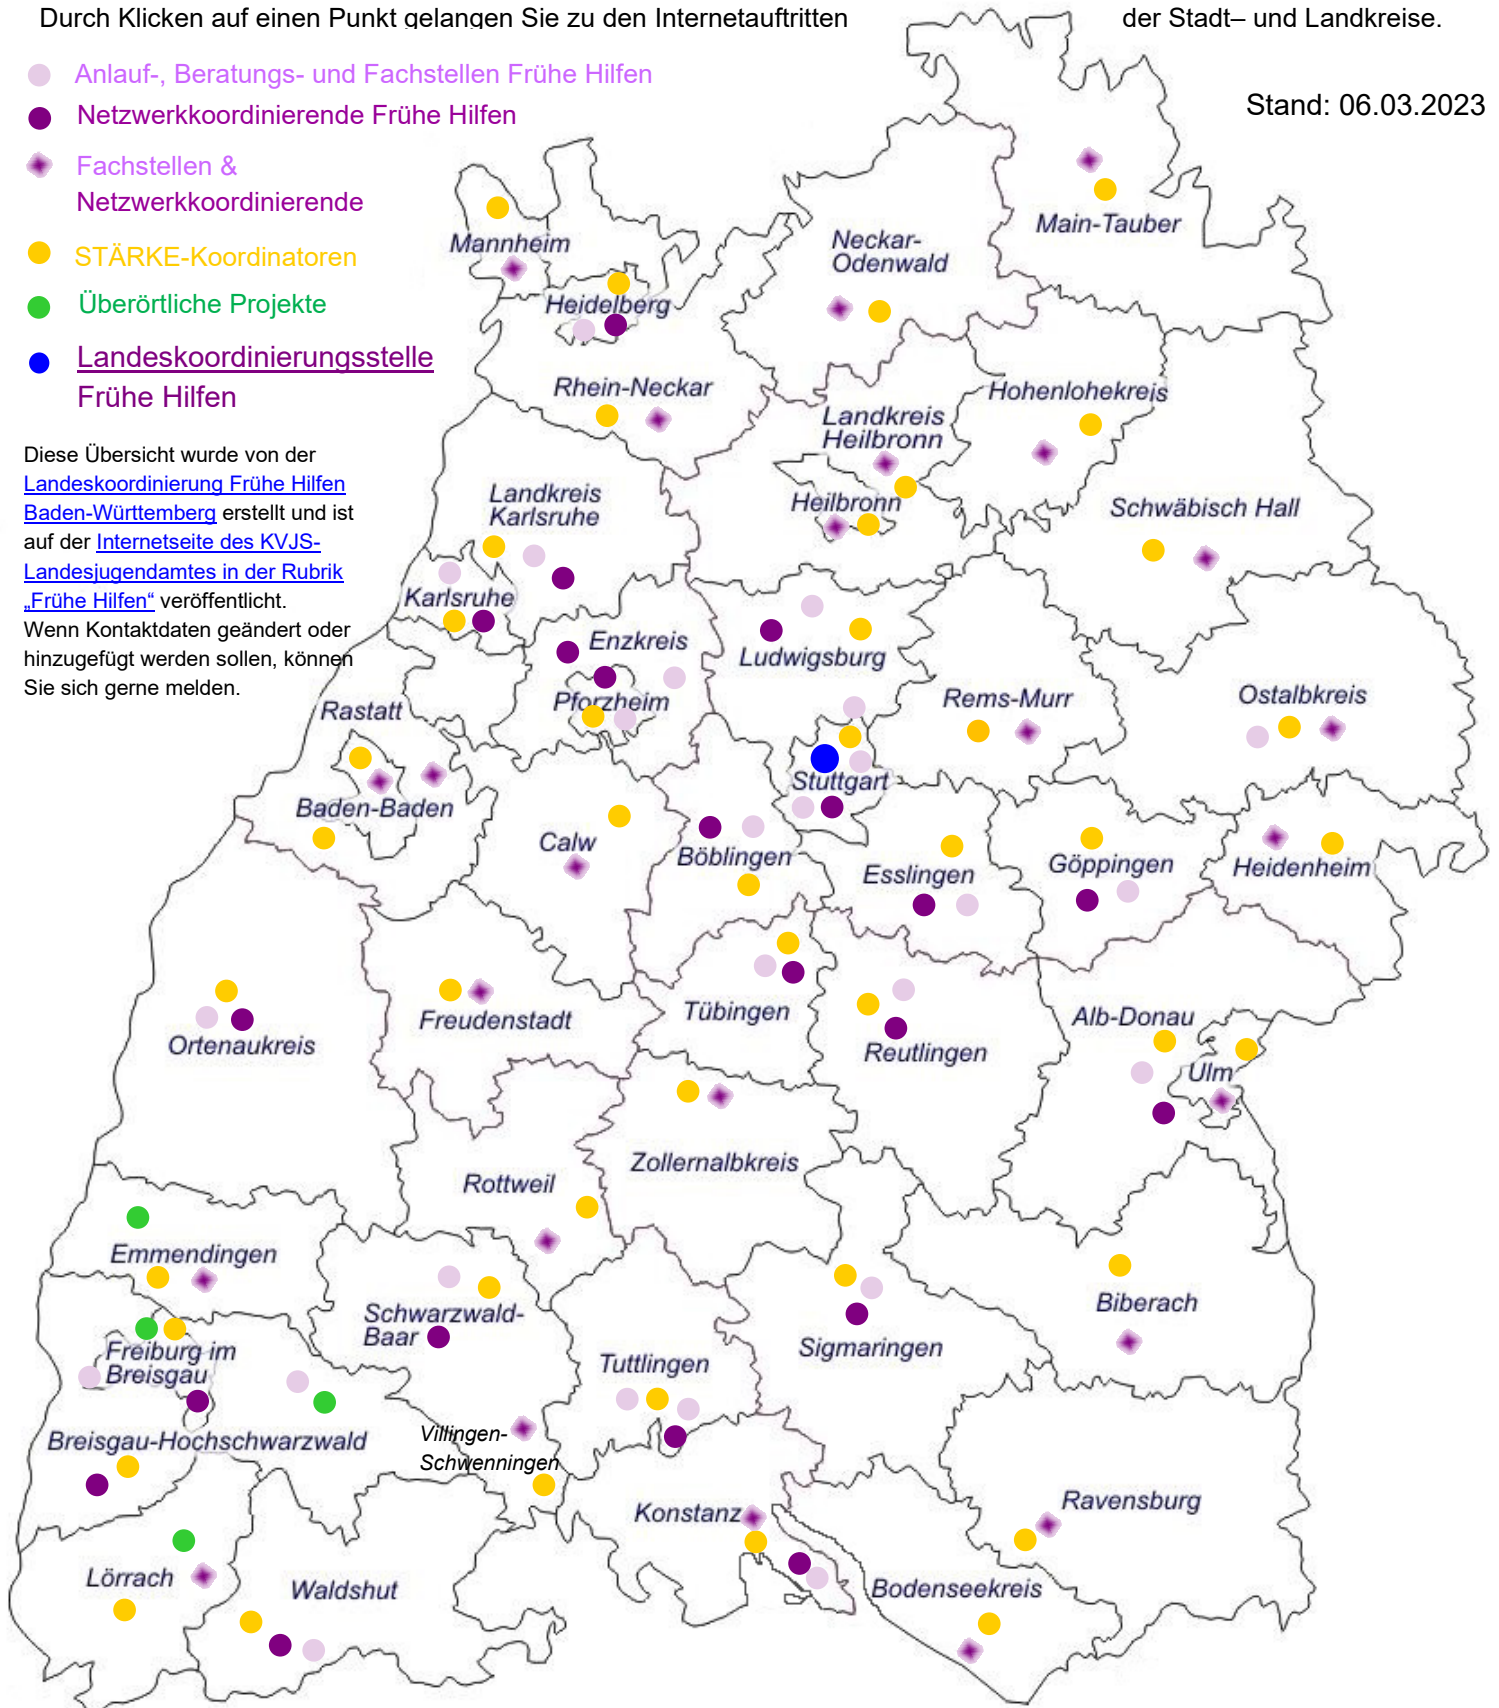 Durch Klicken auf einen Punkt gelangen Sie zu den Internetauftritten der Stadt– und Landkreise.
Anlauf-, Beratungs- und Fachstellen Frühe Hilfen
Netzwerkkoordinierende Frühe Hilfen
Stand: 06.03.2023
Fachstellen &
Netzwerkkoordinierende
STÄRKE-Koordinatoren
Überörtliche Projekte
Landeskoordinierungsstelle
Frühe Hilfen
Diese Übersicht wurde von der
Landeskoordinierung Frühe Hilfen
Baden-Württemberg erstellt und ist
auf der Internetseite des KVJS-
Landesjugendamtes in der Rubrik
„Frühe Hilfen“ veröffentlicht.
Wenn Kontaktdaten geändert oder
hinzugefügt werden sollen, können
Sie sich gerne melden.
Main-Tauber
Mannheim
Neckar-
Odenwald
Heidelberg
Rhein-Neckar
Hohenlohekreis
Landkreis
Heilbronn
Heilbronn
Landkreis
Karlsruhe
Schwäbisch Hall
Karlsruhe
Enzkreis
Ludwigsburg
Pforzheim
Rems-Murr
Ostalbkreis
Rastatt
Stuttgart
Baden-Baden
Calw
Böblingen
Esslingen
Göppingen
Heidenheim
Tübingen
Freudenstadt
Alb-Donau
Ortenaukreis
Reutlingen
Ulm
Zollernalbkreis
Rottweil
Emmendingen
Schwarzwald-
Baar
Biberach
Freiburg im
Breisgau
Sigmaringen
Tuttlingen
Breisgau-Hochschwarzwald
Villingen-
Schwenningen
Konstanz
Ravensburg
Lörrach
Waldshut
Bodenseekreis